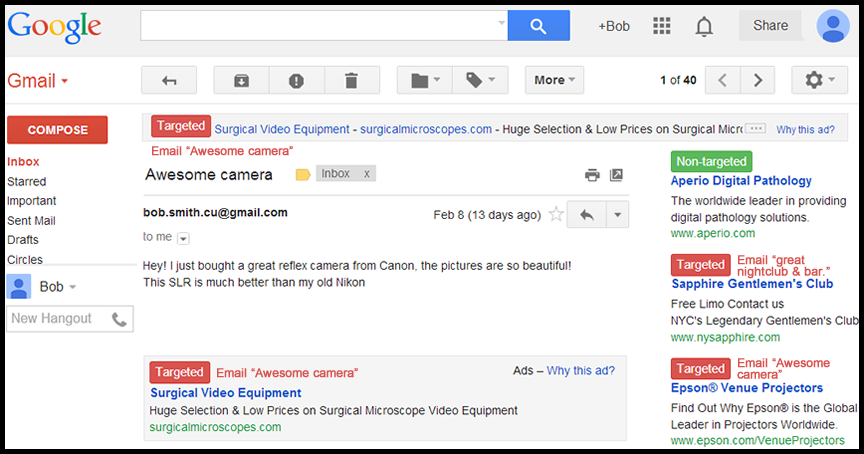 Google
+Bob
Share
Gmail
More
1 of 40
COMPOSE
Inbox
Starred
Important
Sent Mail
Drafts
Circles
Bob
New Hangout
Targeted Surgical Video Equipment - surgicalmicroscopes.com - Huge Selection & Low Prices on Surgical Micr Why this ad?
Email “Awesome camera”
Awesome camera Inbox x
bob.smith.cu@gmail.com Feb 8 (13 days ago)
to me
Hey! I just bought a great reflex camera from Canon, the pictures are so beautiful!
This SLR is much better than my old Nikon
Targeted Email “Awesome camera” Ads – Why this ad?
Surgical Video Equipment
Huge Selection & Low Prices on Surgical Microscope Video Equipment
surgicalmicroscopes.com
Non-targeted
Aperio Digital Pathology
The worldwide leader in providing
digital pathology solutions.
www.aperio.com
Targeted Email “great
nightclub & bar.”
Sapphire Gentlemen's Club
Free Limo Contact us
NYC's Legendary Gentlemen's Club
www.nysapphire.com
Targeted Email “Awesome
camera”
Epson® Venue Projectors
Find Out Why Epson® is the Global
Leader in Projectors Worldwide.
www.epson.com/VenueProjectors